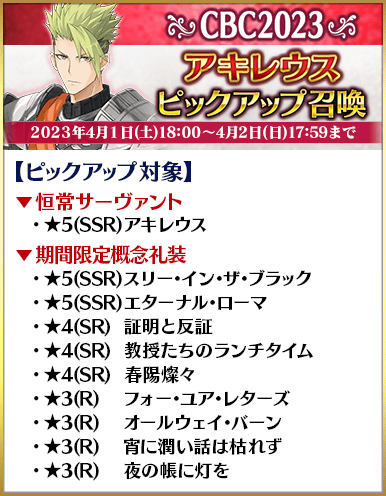 CBC2023
アキレウス
ピックアップ召喚
2023年4月1日(土)18:00～4月2日(日)17:59まで
【ピックアップ対象】
▼恒常サーヴァント
・★5(SSR)アキレウス
▼期間限定概念礼装
・★5(SSR)スリー・イン・ザ・ブラック
・★5(SSR)エターナル・ローマ
・★4(SR) 証明と反証
・★4(SR) 教授たちのランチタイム
・★4(SR) 春陽燦々
・★3(R) フォー・ユア・レターズ
・★3(R) オールウェイ・バーン
・★3(R) 宵に潤い話は枯れず
・★3(R) 夜の帳に灯を